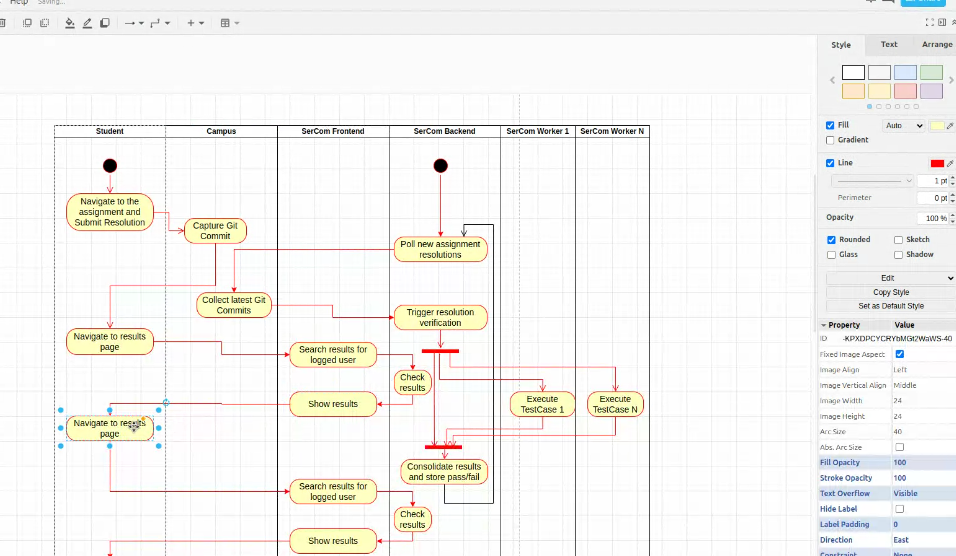 Help
Saving...
Style
Text
Arrange
Fill
Auto
Gradient
Line
1 pt
Perimeter
0 pt
Opacity
100 %
Rounded
Sketch
Glass
Shadow
Edit
Copy Style
Set as Default Style
Property
Value
ID
-KPXDPCYCRYbMGt2WaWS-40
Fixed Image Aspect
Image Align
Left
Image Vertical Align
Middle
Image Width
24
Image Height
24
Arc Size
40
Abs. Arc Size
Fill Opacity
100
Stroke Opacity
100
Text Overflow
Visible
Hide Label
Label Padding
0
Direction
East
Constraint
None
Student
Campus
SerCom Frontend
SerCom Backend
SerCom Worker 1
SerCom Worker N
Navigate to the
assignment and
Submit Resolution
Capture Git
Commit
Poll new assignment
resolutions
Collect latest Git
Commits
Trigger resolution
verification
Navigate to results
page
Search results for
logged user
Check
results
Show results
Execute
TestCase 1
Execute
TestCase N
Navigate to results
page
Consolidate results
and store pass/fail
Search results for
logged user
Check
results
Show results